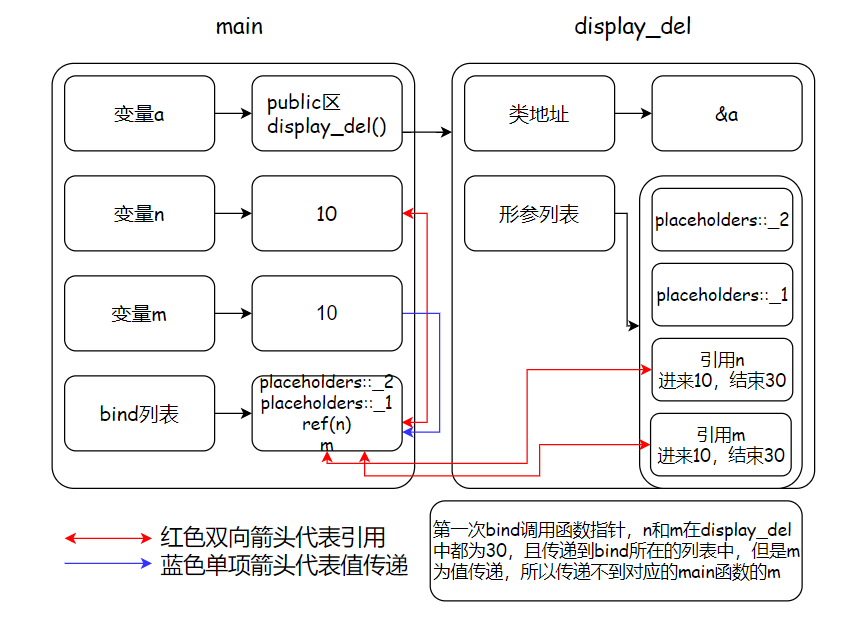 main
display_del
变量a
public区
display_del()
类地址
&a
变量n
10
形参列表
placeholders::_2
placeholders::_1
变量m
10
引用n
进来10，结束30
bind列表
placeholders::_2
placeholders::_1
ref(n)
m
引用m
进来10，结束30
红色双向箭头代表引用
蓝色单项箭头代表值传递
第一次bind调用函数指针，n和m在display_del
中都为30，且传递到bind所在的列表中，但是m
为值传递，所以传递不到对应的main函数的m